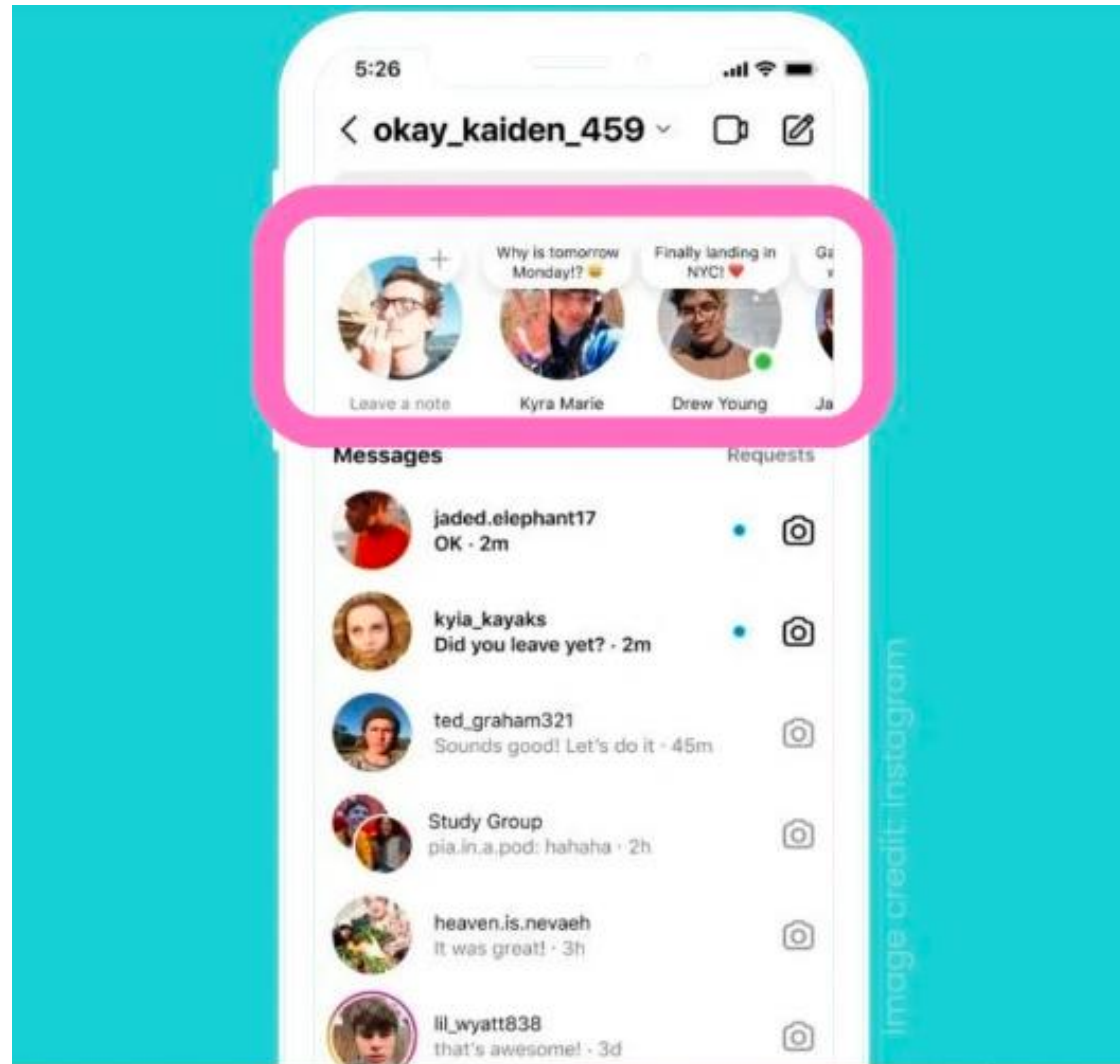 5:26
okay_kaiden_459
Why is tomorrow
Monday!? 😅
Finally landing in
NYC! ❤️
Leave a note
Kyra Marie
Drew Young
Messages
Requests
jaded.elephant17
OK · 2m
kyia_kayaks
Did you leave yet? · 2m
ted_graham321
Sounds good! Let's do it · 45m
Study Group
pia.in.a.pod: hahaha · 2h
heaven.is.nevaeh
It was great! · 3h
lil_wyatt838
that's awesome! · 3d
Image credit: Instagram